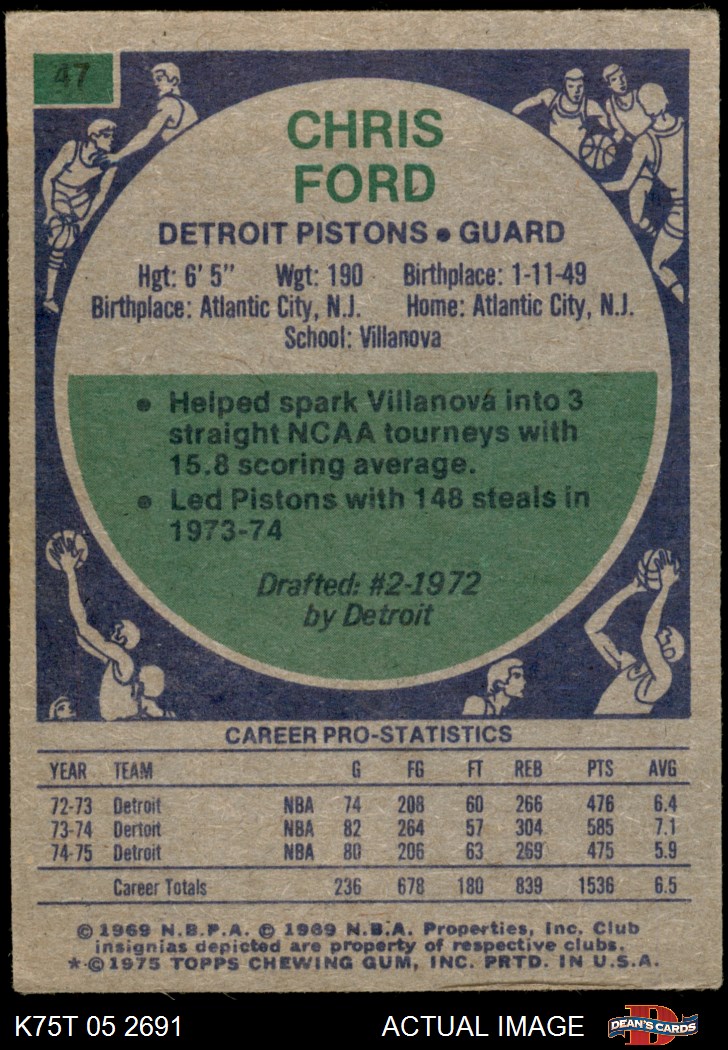 47
CHRIS
FORD
DETROIT PISTONS • GUARD
Hgt: 6' 5" Wgt: 190 Birthplace: 1-11-49
Birthplace: Atlantic City, N.J. Home: Atlantic City, N.J.
School: Villanova
• Helped spark Villanova into 3
straight NCAA tourneys with
15.8 scoring average.
• Led Pistons with 148 steals in
1973-74
Drafted: #2-1972
by Detroit
CAREER PRO-STATISTICS
YEAR TEAM G FG FT REB PTS AVG
72-73 Detroit NBA 74 208 60 266 476 6.4
73-74 Dertoit NBA 82 264 57 304 585 7.1
74-75 Detroit NBA 80 206 63 269 475 5.9
Career Totals 236 678 180 839 1536 6.5
© 1969 N.B.P.A. © 1969 N.B.A. Properties, Inc. Club
insignias depicted are property of respective clubs.
*©1975 TOPPS CHEWING GUM, INC. PRTD. IN U.S.A.
K75T 05 2691 ACTUAL IMAGE DEAN'S CARDS